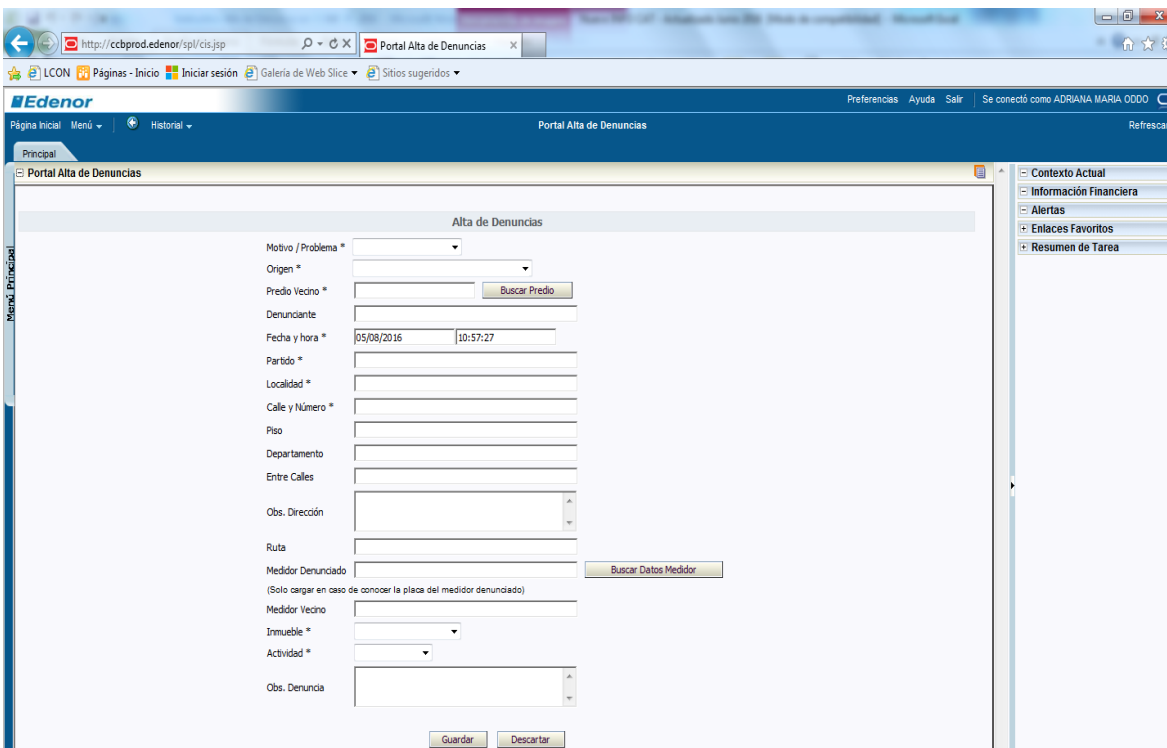 http://ccbprod.edenor/spl/cis.jsp
Portal Alta de Denuncias
LCON Páginas - Inicio Iniciar sesión Galería de Web Slice Sitios sugeridos
Edenor
Preferencias Ayuda Salir Se conectó como ADRIANA MARIA ODDO
Página Inicial Menú Historial Portal Alta de Denuncias Refrescar
Principal
Portal Alta de Denuncias
Menú Principal
Alta de Denuncias
Motivo / Problema *
Origen *
Predio Vecino * Buscar Predio
Denunciante
Fecha y hora * 05/08/2016 10:57:27
Partido *
Localidad *
Calle y Número *
Piso
Departamento
Entre Calles
Obs. Dirección
Ruta
Medidor Denunciado Buscar Datos Medidor
(Solo cargar en caso de conocer la placa del medidor denunciado)
Medidor Vecino
Inmueble *
Actividad *
Obs. Denuncia
Guardar Descartar
Contexto Actual
Información Financiera
Alertas
Enlaces Favoritos
Resumen de Tarea